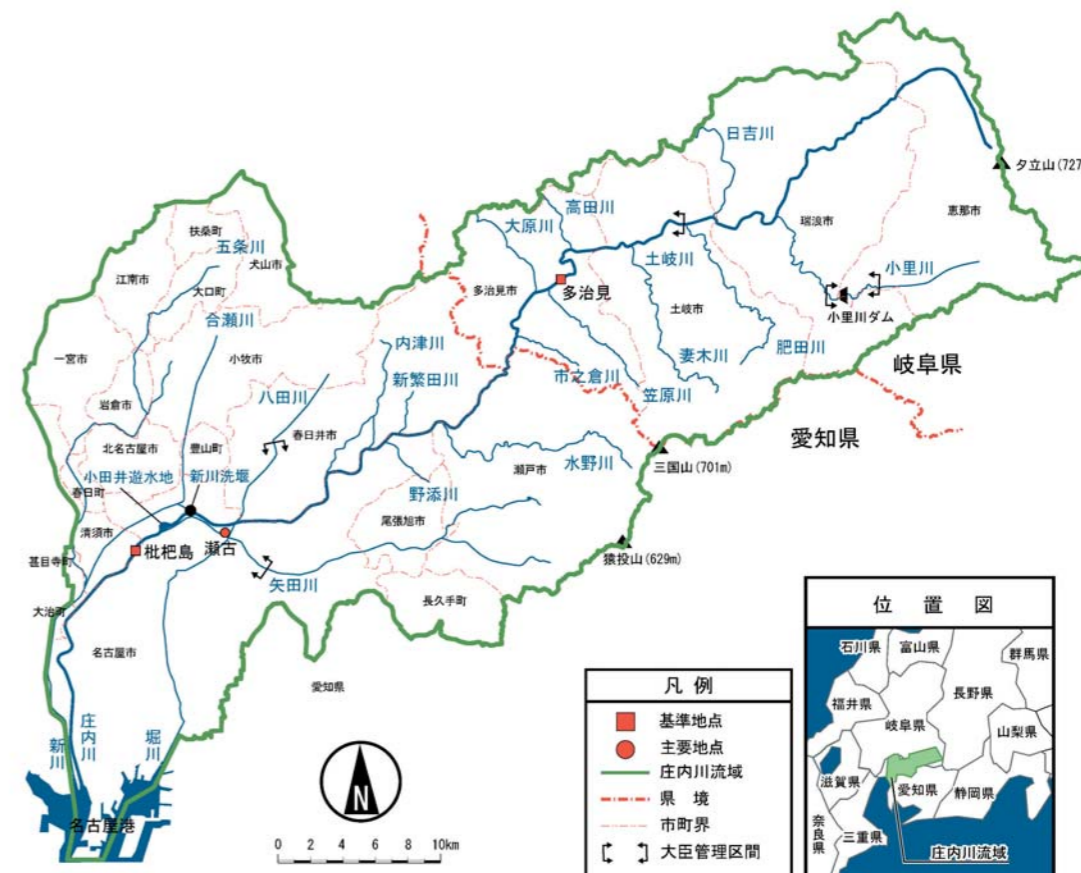 日吉川
夕立山(727
高田川
大原川
瑞浪市
恵那市
扶桑町
五条川
犬山市
江南市
大口町
土岐川
小里川
多治見市
多治見
土岐市
小里川ダム
合瀬川
一宮市
小牧市
内津川
妻木川
肥田川
新繁田川
市之倉川
岐阜県
八田川
笠原川
岩倉市
愛知県
北名古屋市
豊山町
春日井市
瀬戸市
水野川
三国山(701m)
小田井遊水地
新川洗堰
春日町
野添川
清須市
尾張旭市
枇杷島
瀬古
猿投山(629m)
甚目寺町
矢田川
長久手町
大治町
名古屋市
愛知県
庄内川
新川
堀川
名古屋港
N
0 2 4 6 8 10km
凡例
基準地点
主要地点
庄内川流域
県 境
市町界
大臣管理区間
位 置 図
石川県
富山県
群馬県
長野県
福井県
岐阜県
山梨県
滋賀県
愛知県
静岡県
奈良県
三重県
庄内川流域